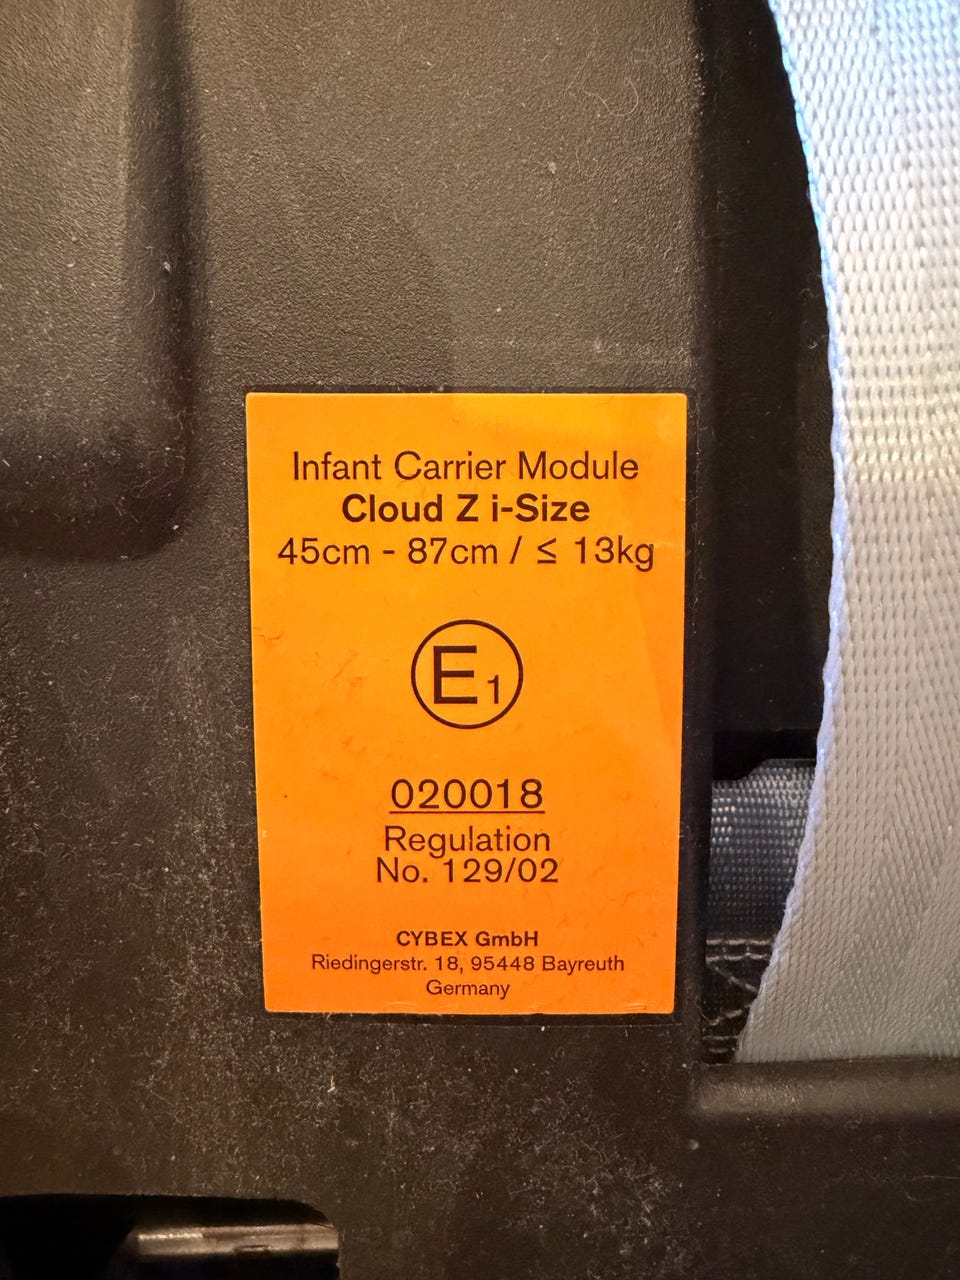 Infant Carrier Module
Cloud Z i-Size
45cm - 87cm / ≤ 13kg
E1
020018
Regulation
No. 129/02
CYBEX GmbH
Riedingerstr. 18, 95448 Bayreuth
Germany